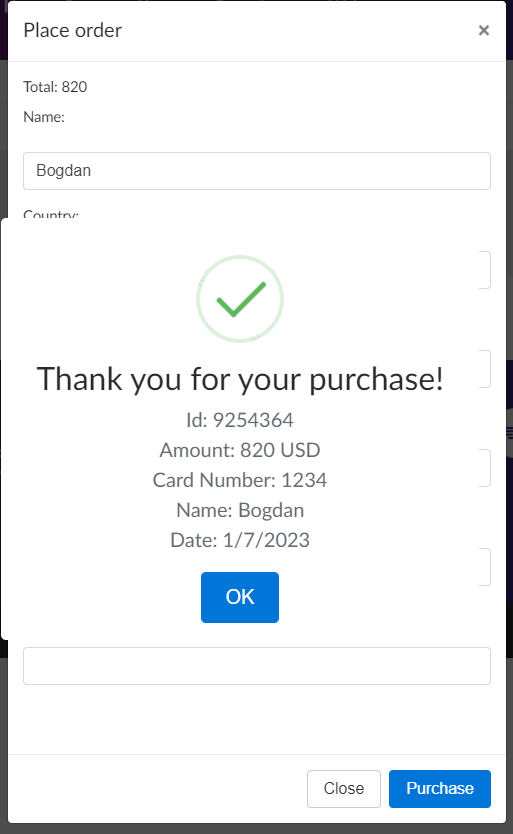 Place order
×
Total: 820
Name:
Bogdan
Country:
Thank you for your purchase!
Id: 9254364
Amount: 820 USD
Card Number: 1234
Name: Bogdan
Date: 1/7/2023
OK
Close
Purchase